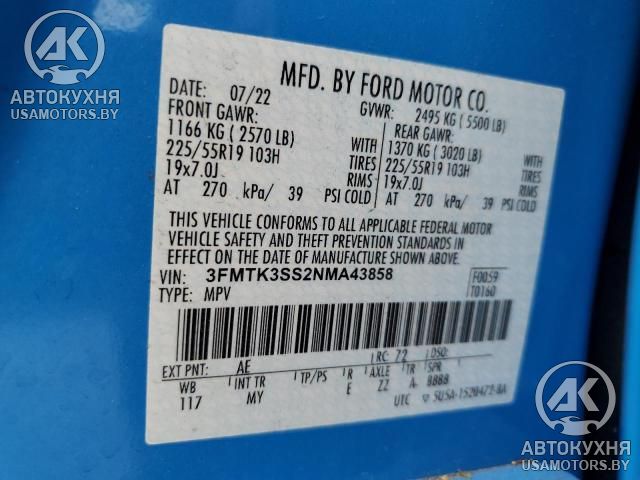 АК
АВТОКУХНЯ
USAMOTORS.BY
MFD. BY FORD MOTOR CO.
DATE: 07/22
GVWR: 2495 KG ( 5500 LB)
FRONT GAWR:
REAR GAWR:
1166 KG ( 2570 LB) WITH
1370 KG ( 3020 LB) WITH
225/55R19 103H TIRES
225/55R19 103H TIRES
19x7.0J RIMS
19x7.0J RIMS
AT 270 kPa/ 39 PSI COLD
AT 270 kPa/ 39 PSI COLD
THIS VEHICLE CONFORMS TO ALL APPLICABLE FEDERAL MOTOR
VEHICLE SAFETY AND THEFT PREVENTION STANDARDS IN
EFFECT ON THE DATE OF MANUFACTURE SHOWN ABOVE.
VIN: 3FMTK3SS2NMA43858
F0059
TYPE: MPV
T0160
EXT PNT: AE RC: 72 DSO:
WB INT TR TP/PS R AXLE TR SPR
117 MY E ZZ A 8888
UTC 5U5A-1520472-BA
АК
АВТОКУХНЯ
USAMOTORS.BY